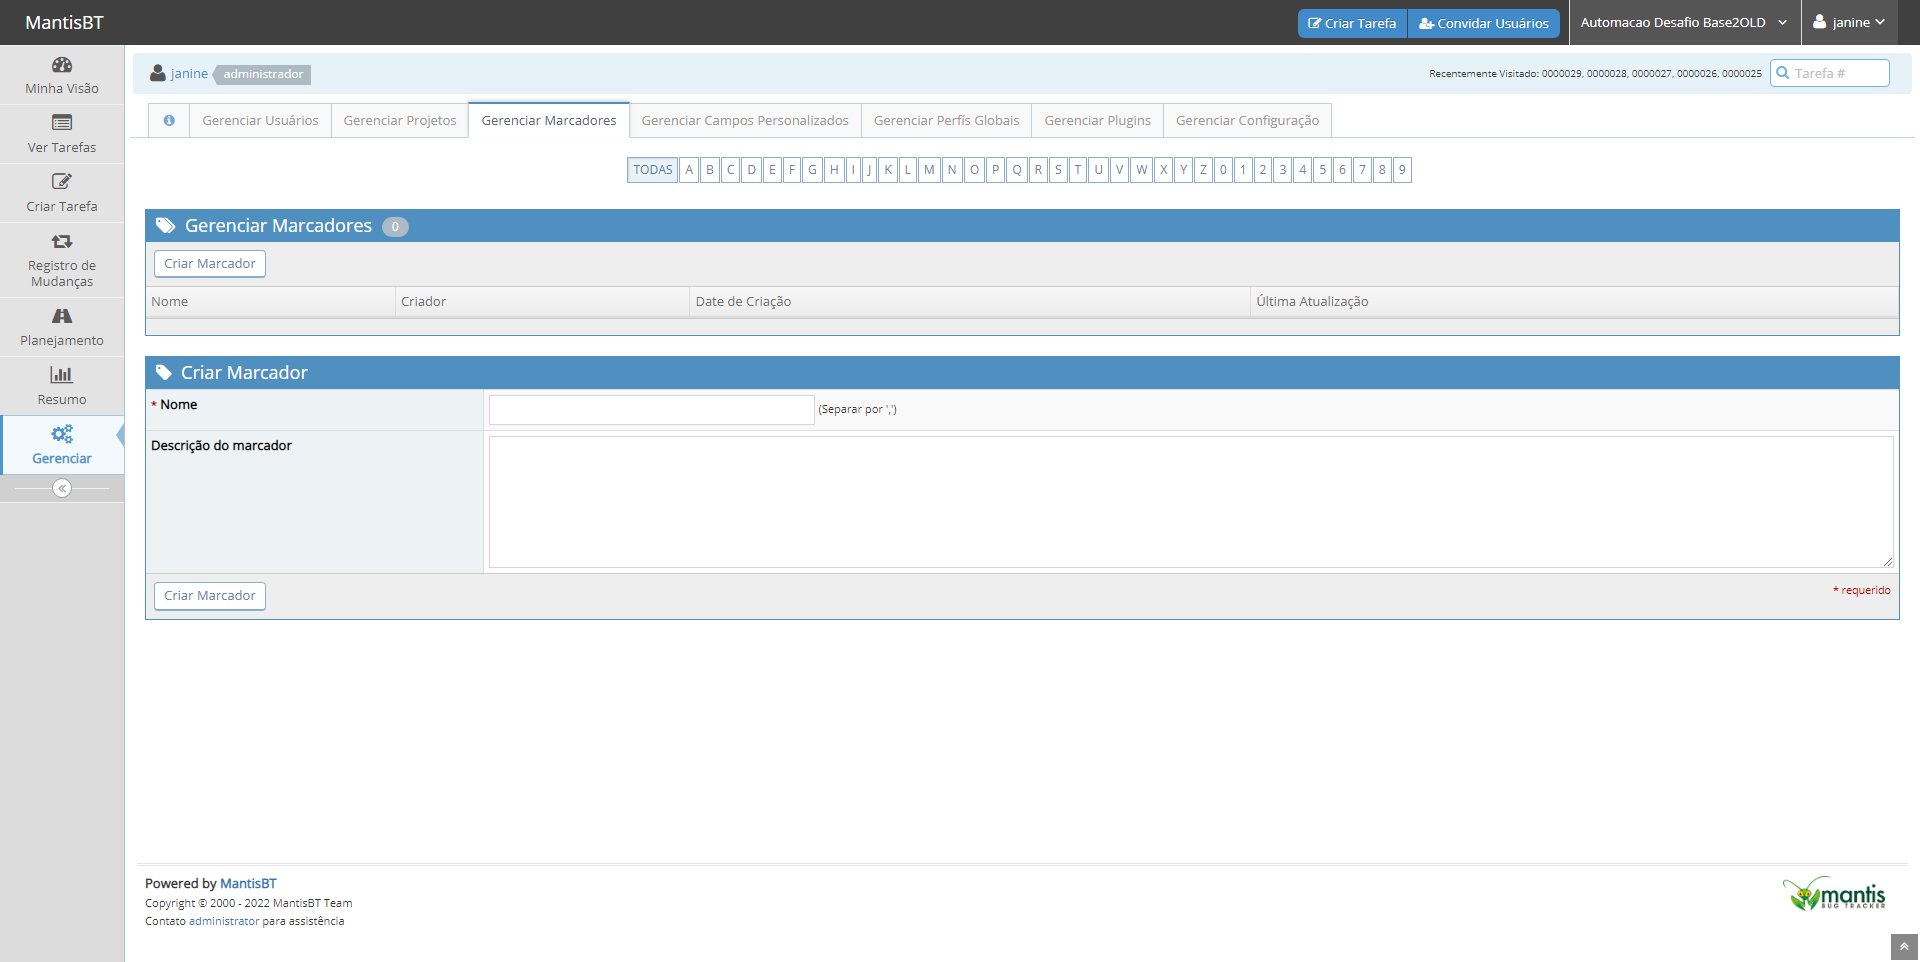 MantisBT
Criar Tarefa
Convidar Usuários
Automacao Desafio Base2OLD
janine
janine
administrador
Recentemente Visitado: 0000029, 0000028, 0000027, 0000026, 0000025
Tarefa #
Minha Visão
Ver Tarefas
Criar Tarefa
Registro de
Mudanças
Planejamento
Resumo
Gerenciar
Gerenciar Usuários
Gerenciar Projetos
Gerenciar Marcadores
Gerenciar Campos Personalizados
Gerenciar Perfís Globais
Gerenciar Plugins
Gerenciar Configuração
TODAS A B C D E F G H I J K L M N O P Q R S T U V W X Y Z 0 1 2 3 4 5 6 7 8 9
Gerenciar Marcadores 0
Criar Marcador
Nome Criador Date de Criação Última Atualização
Criar Marcador
* Nome
(Separar por ',')
Descrição do marcador
Criar Marcador
* requerido
Powered by MantisBT
Copyright © 2000 - 2022 MantisBT Team
Contato administrator para assistência
mantis
BUG TRACKER